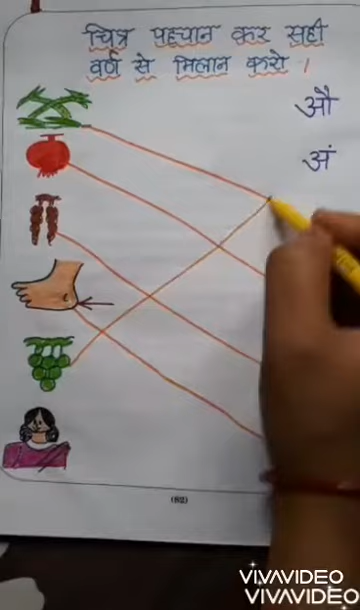 चित्र पहचान कर सही
वर्ण से मिलान करो ।
औ
अं
(82)
VIVAVIDEO
VIVAVIDEO